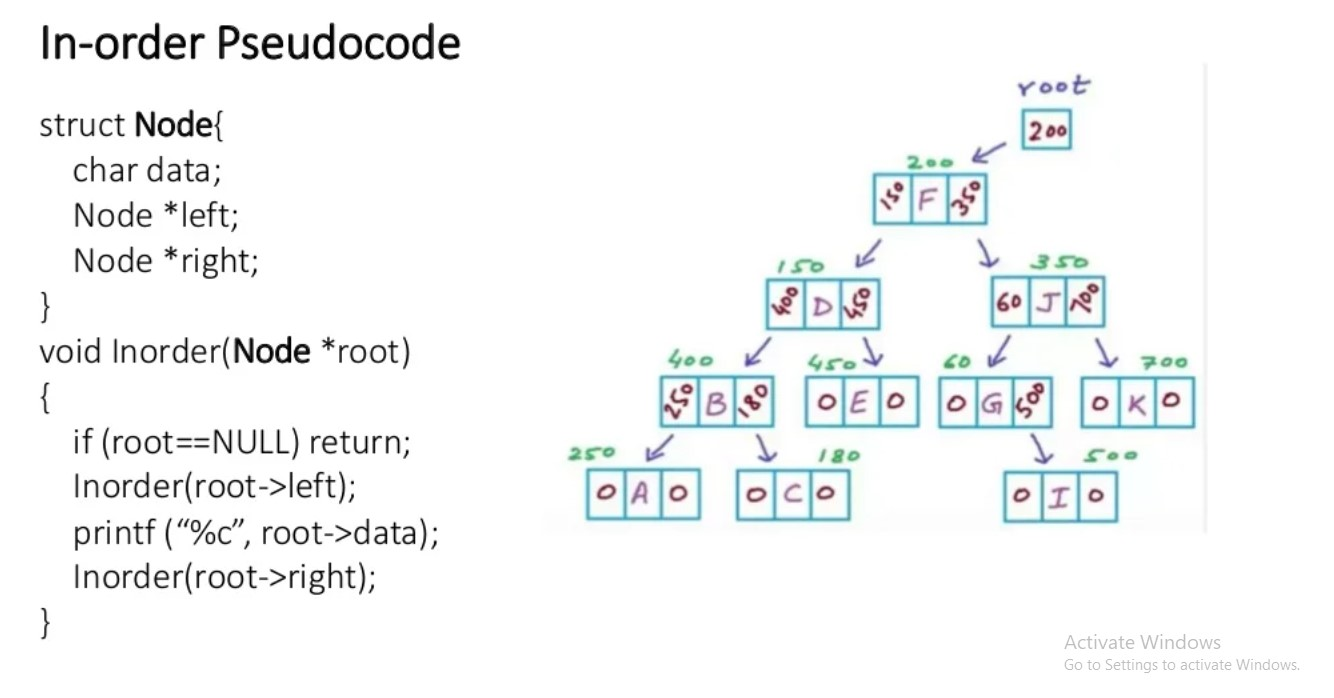 In-order Pseudocode
struct Node{
char data;
Node *left;
Node *right;
}
void Inorder(Node *root)
{
if (root==NULL) return;
Inorder(root->left);
printf (“%c”, root->data);
Inorder(root->right);
}
root
200
200
150 F 350
150
400 D 450
350
60 J 700
400
250 B 180
450
0 E 0
60
0 G 500
700
0 K 0
250
0 A 0
180
0 C 0
500
0 I 0
Activate Windows
Go to Settings to activate Windows.